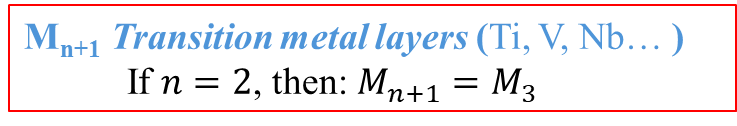 Mn+1 Transition metal layers (Ti, V, Nb… )
If n = 2, then: Mn+1 = M3